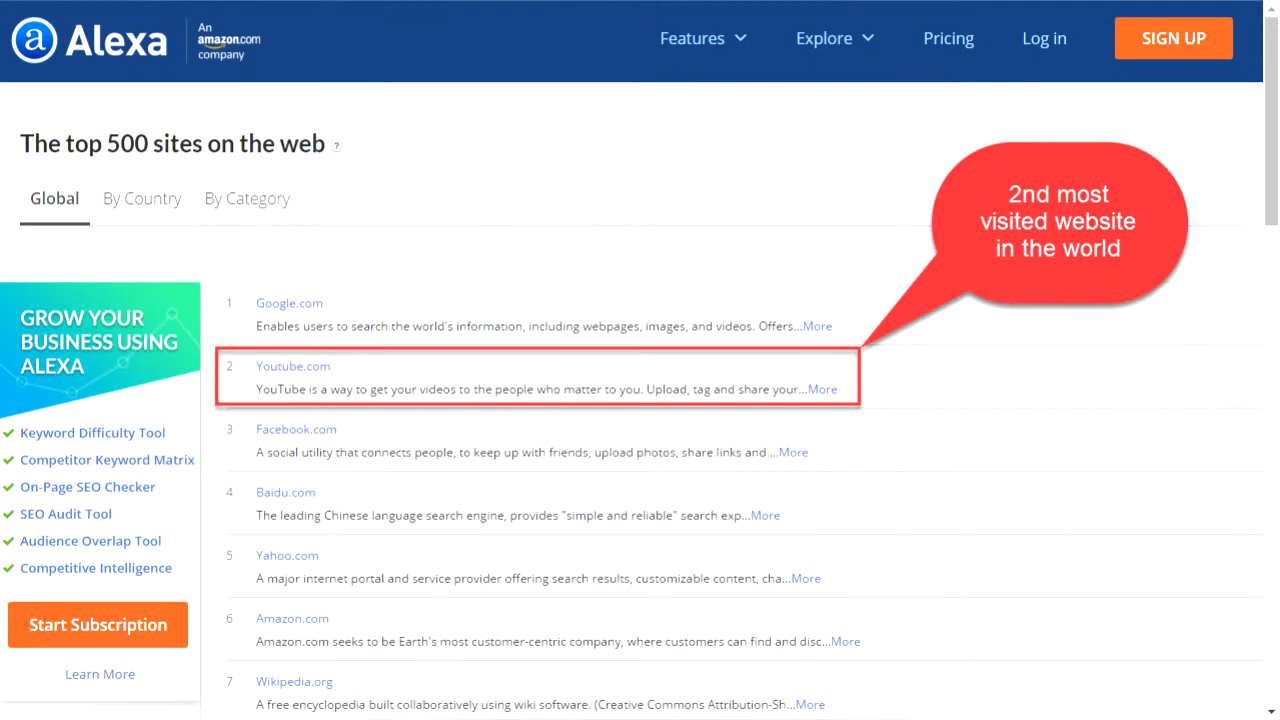 a Alexa
An
amazon.com
company
Features
Explore
Pricing
Log in
SIGN UP
The top 500 sites on the web ?
Global
By Country
By Category
2nd most
visited website
in the world
GROW YOUR
BUSINESS USING
ALEXA
Keyword Difficulty Tool
Competitor Keyword Matrix
On-Page SEO Checker
SEO Audit Tool
Audience Overlap Tool
Competitive Intelligence
Start Subscription
Learn More
1 Google.com
Enables users to search the world's information, including webpages, images, and videos. Offers...More
2 Youtube.com
YouTube is a way to get your videos to the people who matter to you. Upload, tag and share your...More
3 Facebook.com
A social utility that connects people, to keep up with friends, upload photos, share links and ...More
4 Baidu.com
The leading Chinese language search engine, provides "simple and reliable" search exp...More
5 Yahoo.com
A major internet portal and service provider offering search results, customizable content, cha...More
6 Amazon.com
Amazon.com seeks to be Earth's most customer-centric company, where customers can find and disc...More
7 Wikipedia.org
A free encyclopedia built collaboratively using wiki software. (Creative Commons Attribution-Sh...More